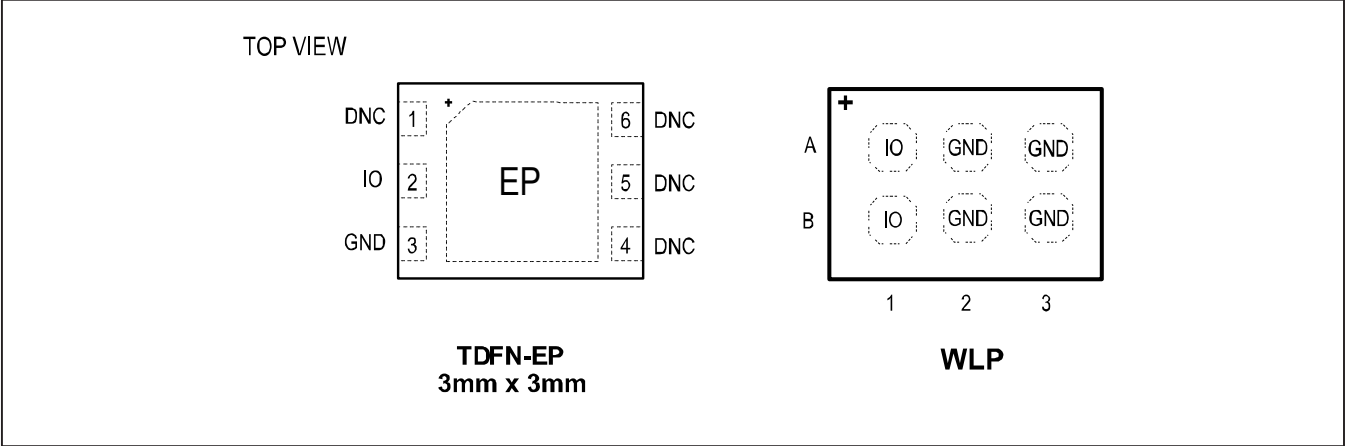 TOP VIEW
DNC 1 + 6 DNC
IO 2 EP 5 DNC
GND 3 4 DNC
TDFN-EP
3mm x 3mm
+
A IO GND GND
B IO GND GND
1 2 3
WLP